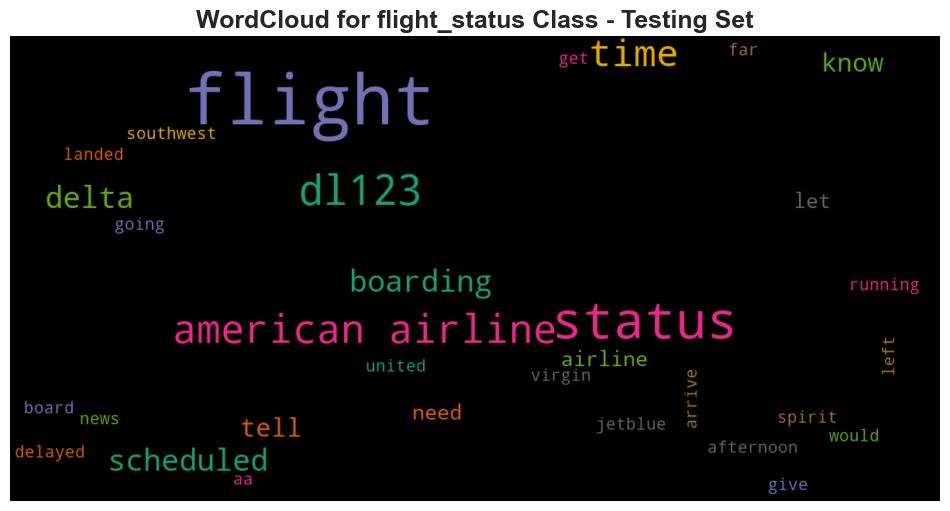 WordCloud for flight_status Class - Testing Set
get
time
far
know
flight
southwest
landed
delta
dl123
let
going
boarding
running
american airline
status
left
united
airline
virgin
arrive
board
news
need
tell
jetblue
spirit
would
delayed
scheduled
afternoon
aa
give